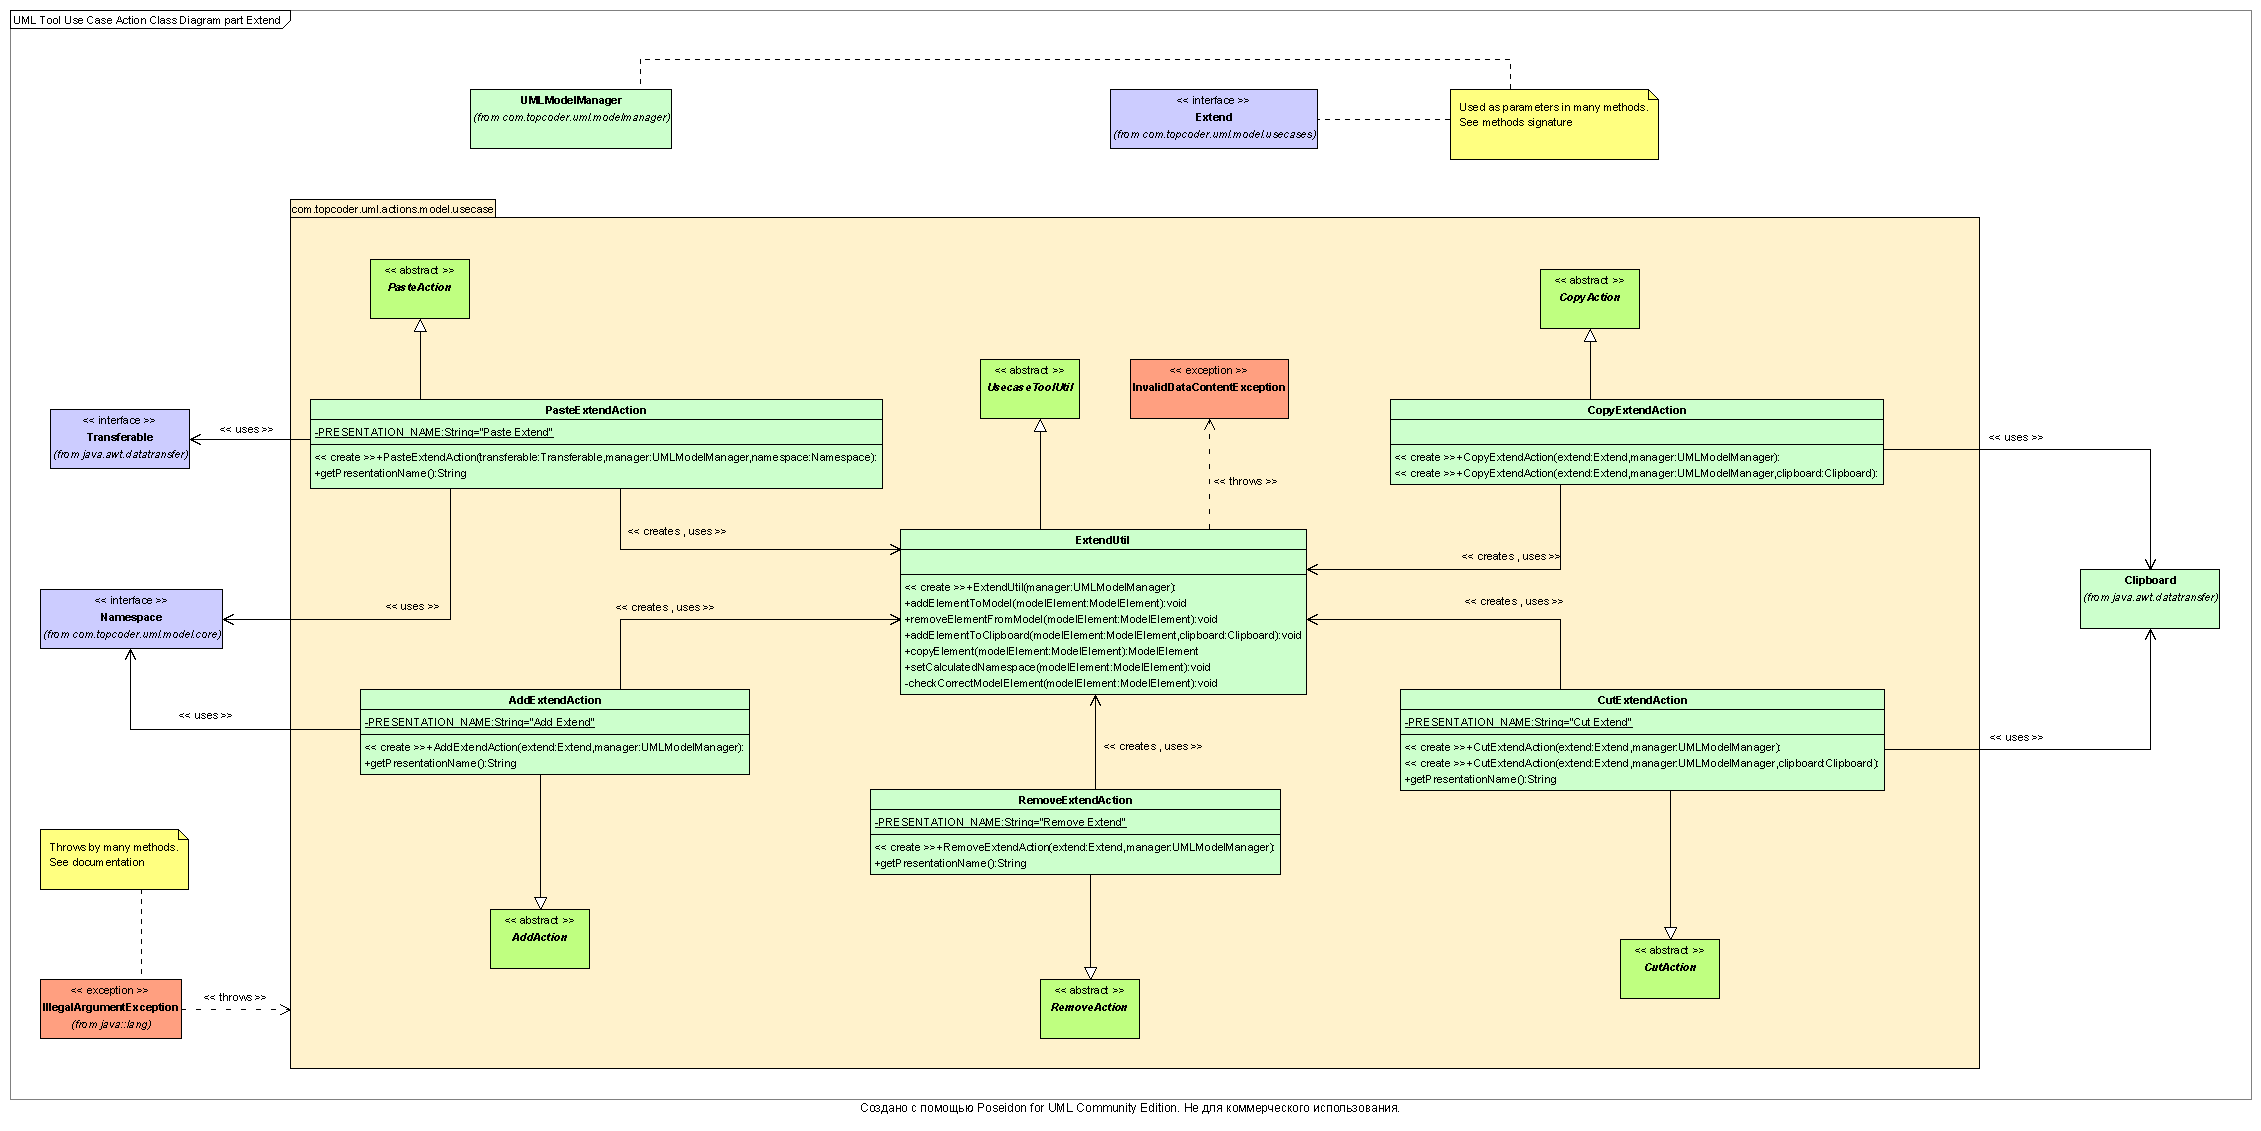 UML Tool Use Case Action Class Diagram part Extend
UMLModelManager
(from com.topcoder.uml.modelmanager)
<< interface >>
Extend
(from com.topcoder.uml.model.usecases)
Used as parameters in many methods.
See methods signature
com.topcoder.uml.actions.model.usecase
<< abstract >>
PasteAction
<< abstract >>
CopyAction
<< abstract >>
UsecaseToolUtil
<< exception >>
InvalidDataContentException
<< interface >>
Transferable
(from java.awt.datatransfer)
<< uses >>
PasteExtendAction
-PRESENTATION_NAME:String="Paste Extend"
<< create >>+PasteExtendAction(transferable:Transferable,manager:UMLModelManager,namespace:Namespace):
+getPresentationName():String
CopyExtendAction
<< create >>+CopyExtendAction(extend:Extend,manager:UMLModelManager):
<< create >>+CopyExtendAction(extend:Extend,manager:UMLModelManager,clipboard:Clipboard):
<< uses >>
<< throws >>
<< creates , uses >>
<< creates , uses >>
ExtendUtil
<< create >>+ExtendUtil(manager:UMLModelManager):
+addElementToModel(modelElement:ModelElement):void
+removeElementFromModel(modelElement:ModelElement):void
+addElementToClipboard(modelElement:ModelElement,clipboard:Clipboard):void
+copyElement(modelElement:ModelElement):ModelElement
+setCalculatedNamespace(modelElement:ModelElement):void
-checkCorrectModelElement(modelElement:ModelElement):void
Clipboard
(from java.awt.datatransfer)
<< interface >>
Namespace
(from com.topcoder.uml.model.core)
<< uses >>
<< creates , uses >>
<< creates , uses >>
<< uses >>
AddExtendAction
-PRESENTATION_NAME:String="Add Extend"
<< create >>+AddExtendAction(extend:Extend,manager:UMLModelManager):
+getPresentationName():String
CutExtendAction
-PRESENTATION_NAME:String="Cut Extend"
<< create >>+CutExtendAction(extend:Extend,manager:UMLModelManager):
<< create >>+CutExtendAction(extend:Extend,manager:UMLModelManager,clipboard:Clipboard):
+getPresentationName():String
<< uses >>
<< creates , uses >>
RemoveExtendAction
-PRESENTATION_NAME:String="Remove Extend"
<< create >>+RemoveExtendAction(extend:Extend,manager:UMLModelManager):
+getPresentationName():String
Throws by many methods.
See documentation
<< abstract >>
AddAction
<< abstract >>
CutAction
<< abstract >>
RemoveAction
<< exception >>
IllegalArgumentException
(from java::lang)
<< throws >>
Создано с помощью Poseidon for UML Community Edition. Не для коммерческого использования.